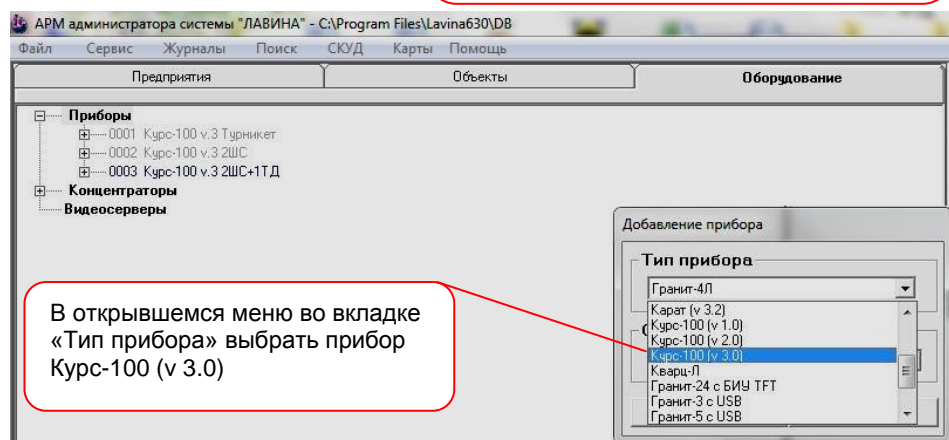 АРМ администратора системы "ЛАВИНА" - C:\Program Files\Lavina630\DB
Файл Сервис Журналы Поиск СКУД Карты Помощь
Предприятия Объекты Оборудование
Приборы
0001 Курс-100 v.3 Турникет
0002 Курс-100 v.3 2ШС
0003 Курс-100 v.3 2ШС+1ТД
Концентраторы
Видеосерверы
Добавление прибора
Тип прибора
Гранит-4Л
Карат (v 3.2)
Курс-100 (v 1.0)
Курс-100 (v 2.0)
Курс-100 (v 3.0)
Кварц-Л
Гранит-24 с БИУ TFT
Гранит-3 с USB
Гранит-5 с USB
В открывшемся меню во вкладке
«Тип прибора» выбрать прибор
Курс-100 (v 3.0)